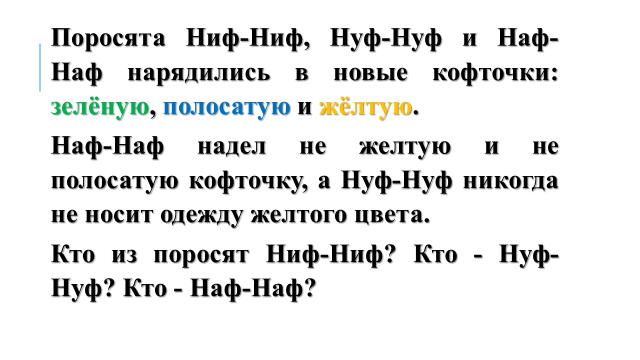 Поросята Ниф-Ниф, Нуф-Нуф и Наф-
Наф нарядились в новые кофточки:
зелёную, полосатую и жёлтую.
Наф-Наф надел не желтую и не
полосатую кофточку, а Нуф-Нуф никогда
не носит одежду желтого цвета.
Кто из поросят Ниф-Ниф? Кто - Нуф-
Нуф? Кто - Наф-Наф?